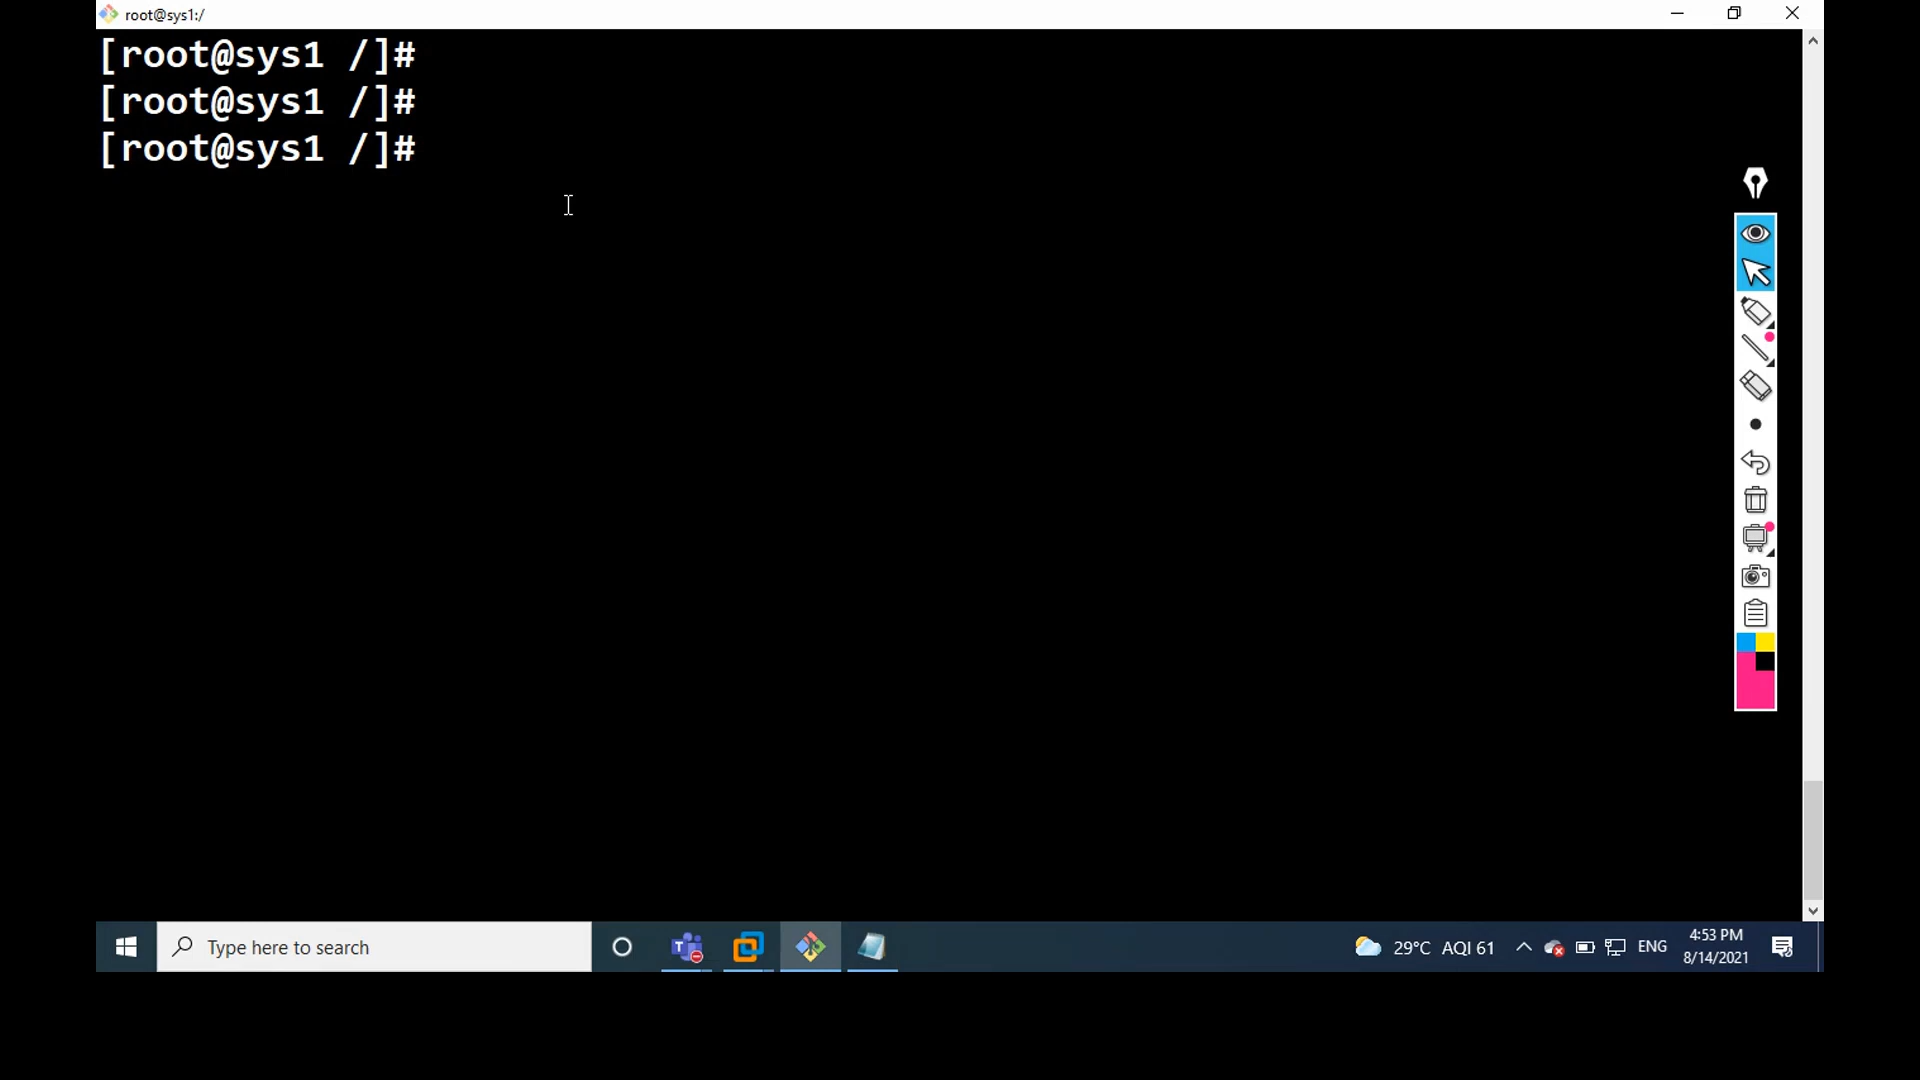 root@sys1:/
[root@sys1 /]#
[root@sys1 /]#
[root@sys1 /]#
Type here to search
29°C AQI 61
ENG
4:53 PM
8/14/2021